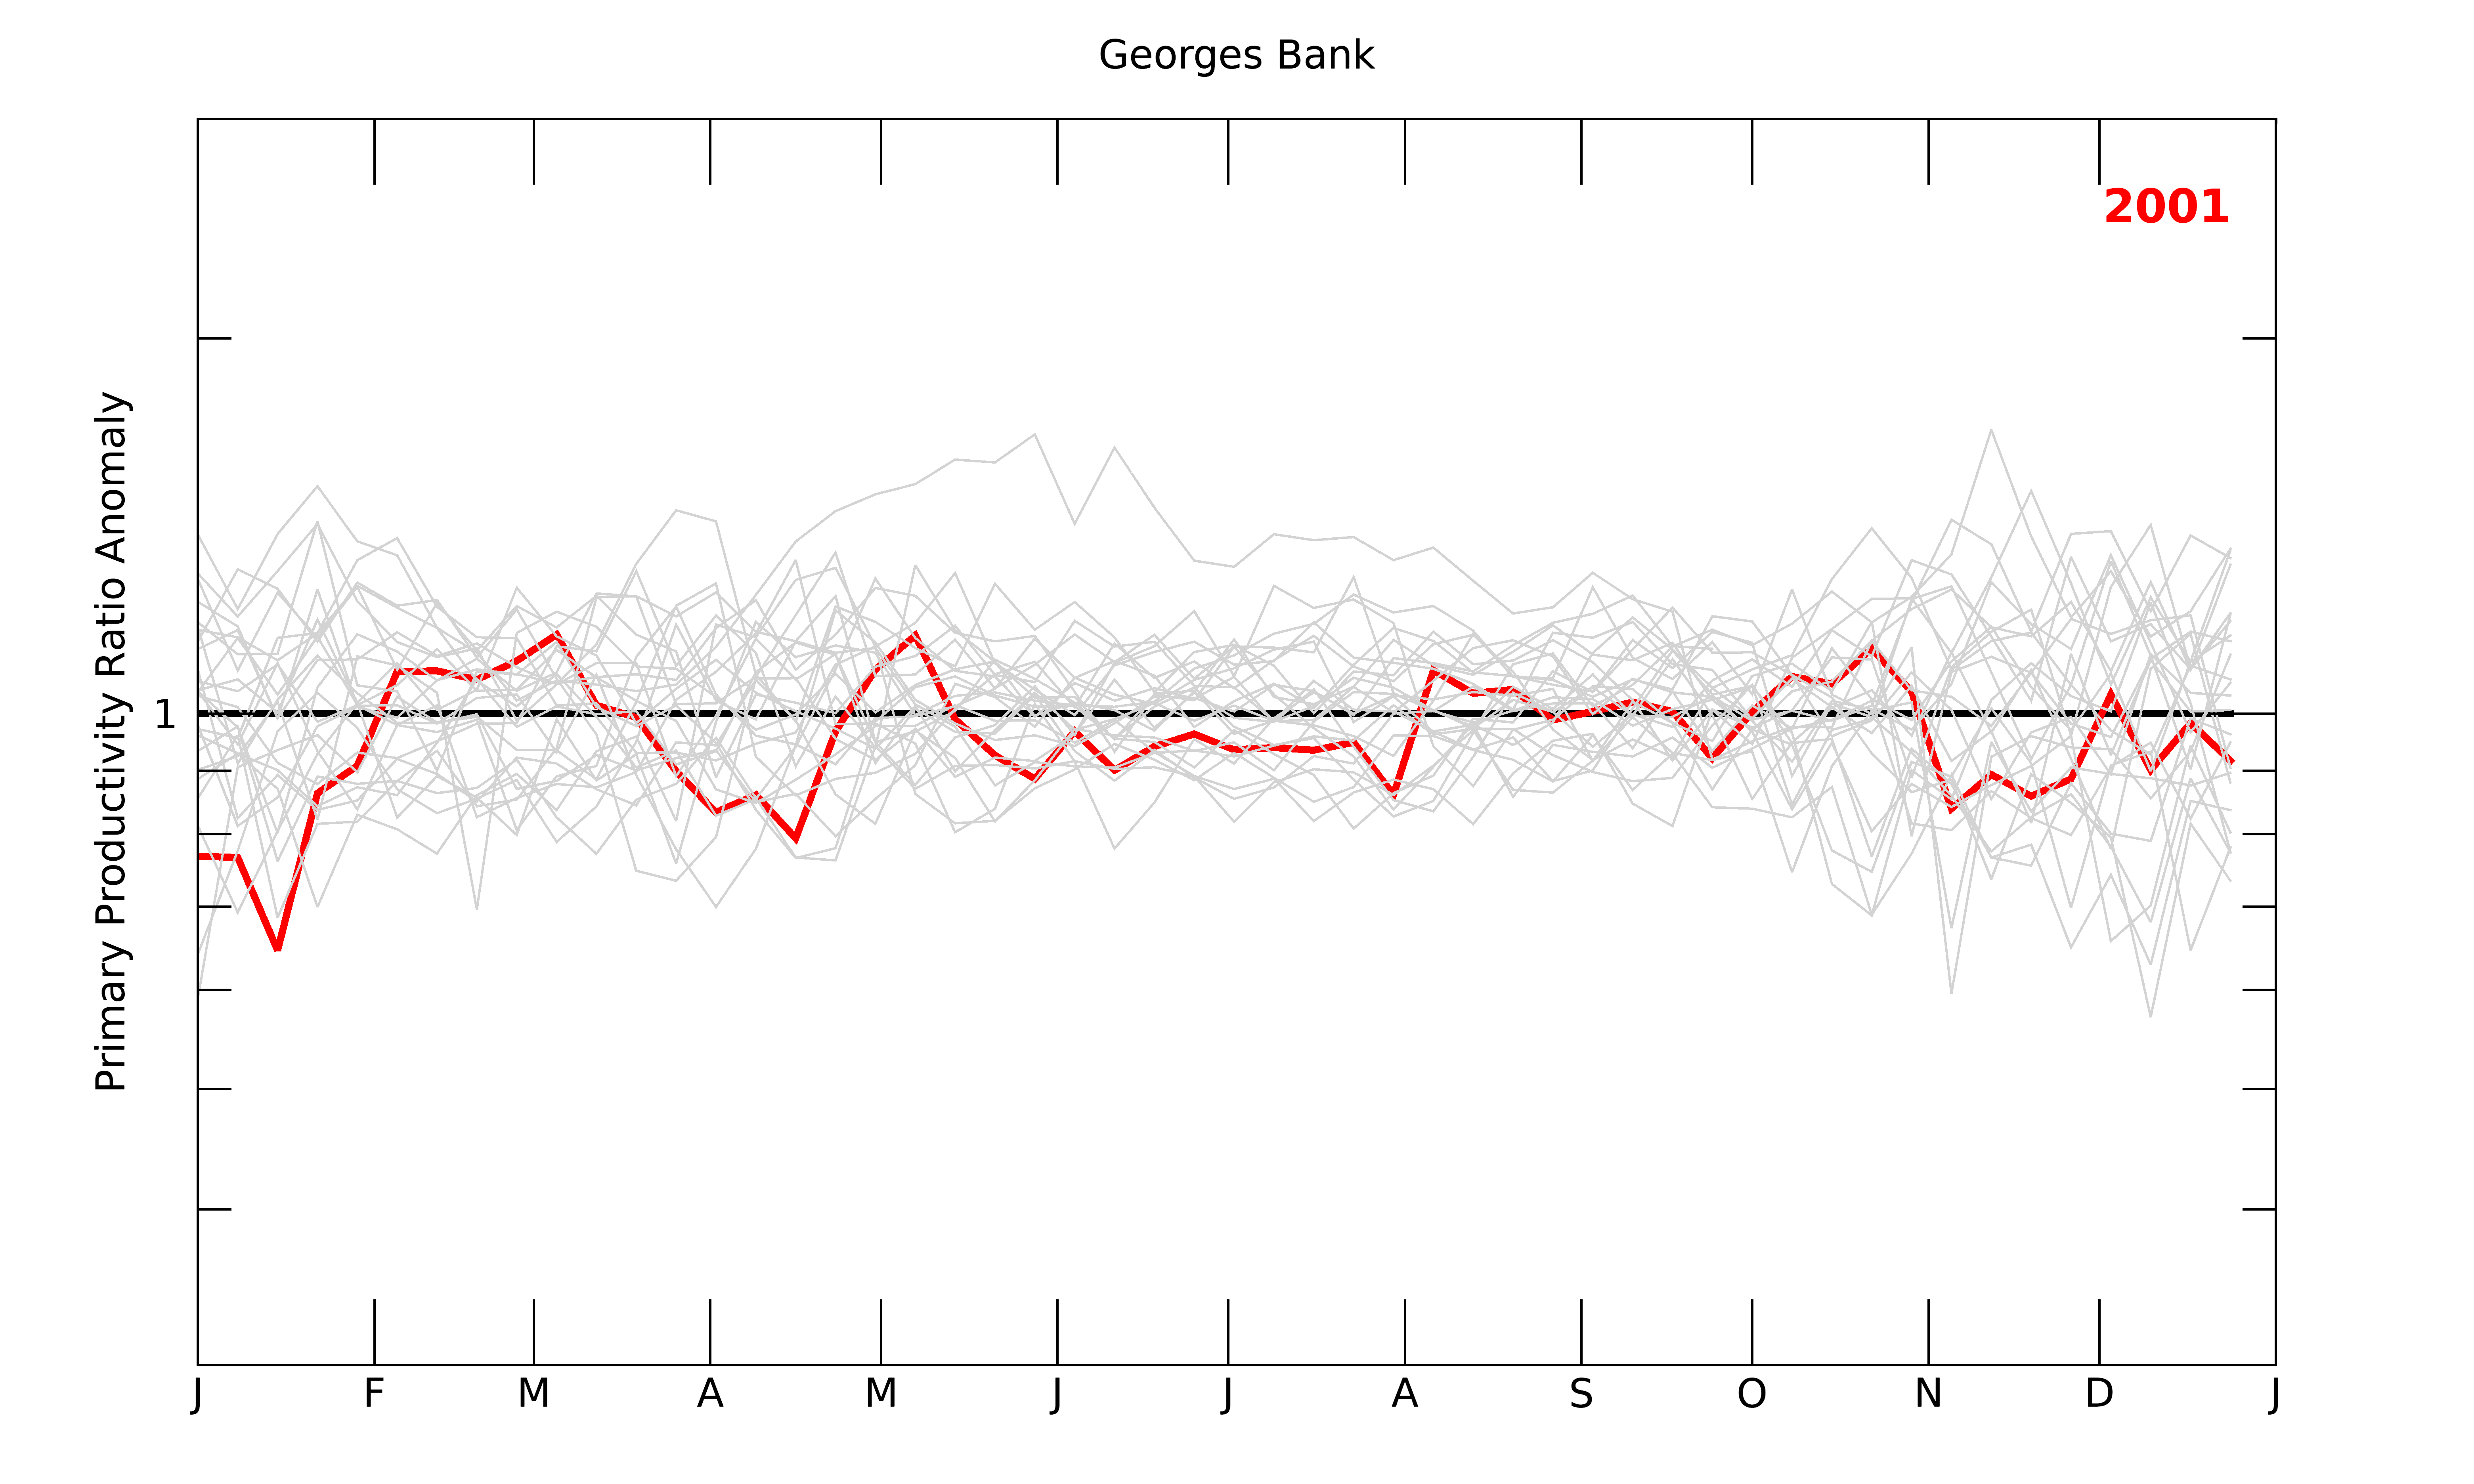 Georges Bank
2001
Primary Productivity Ratio Anomaly
1
J F M A M J J A S O N D J